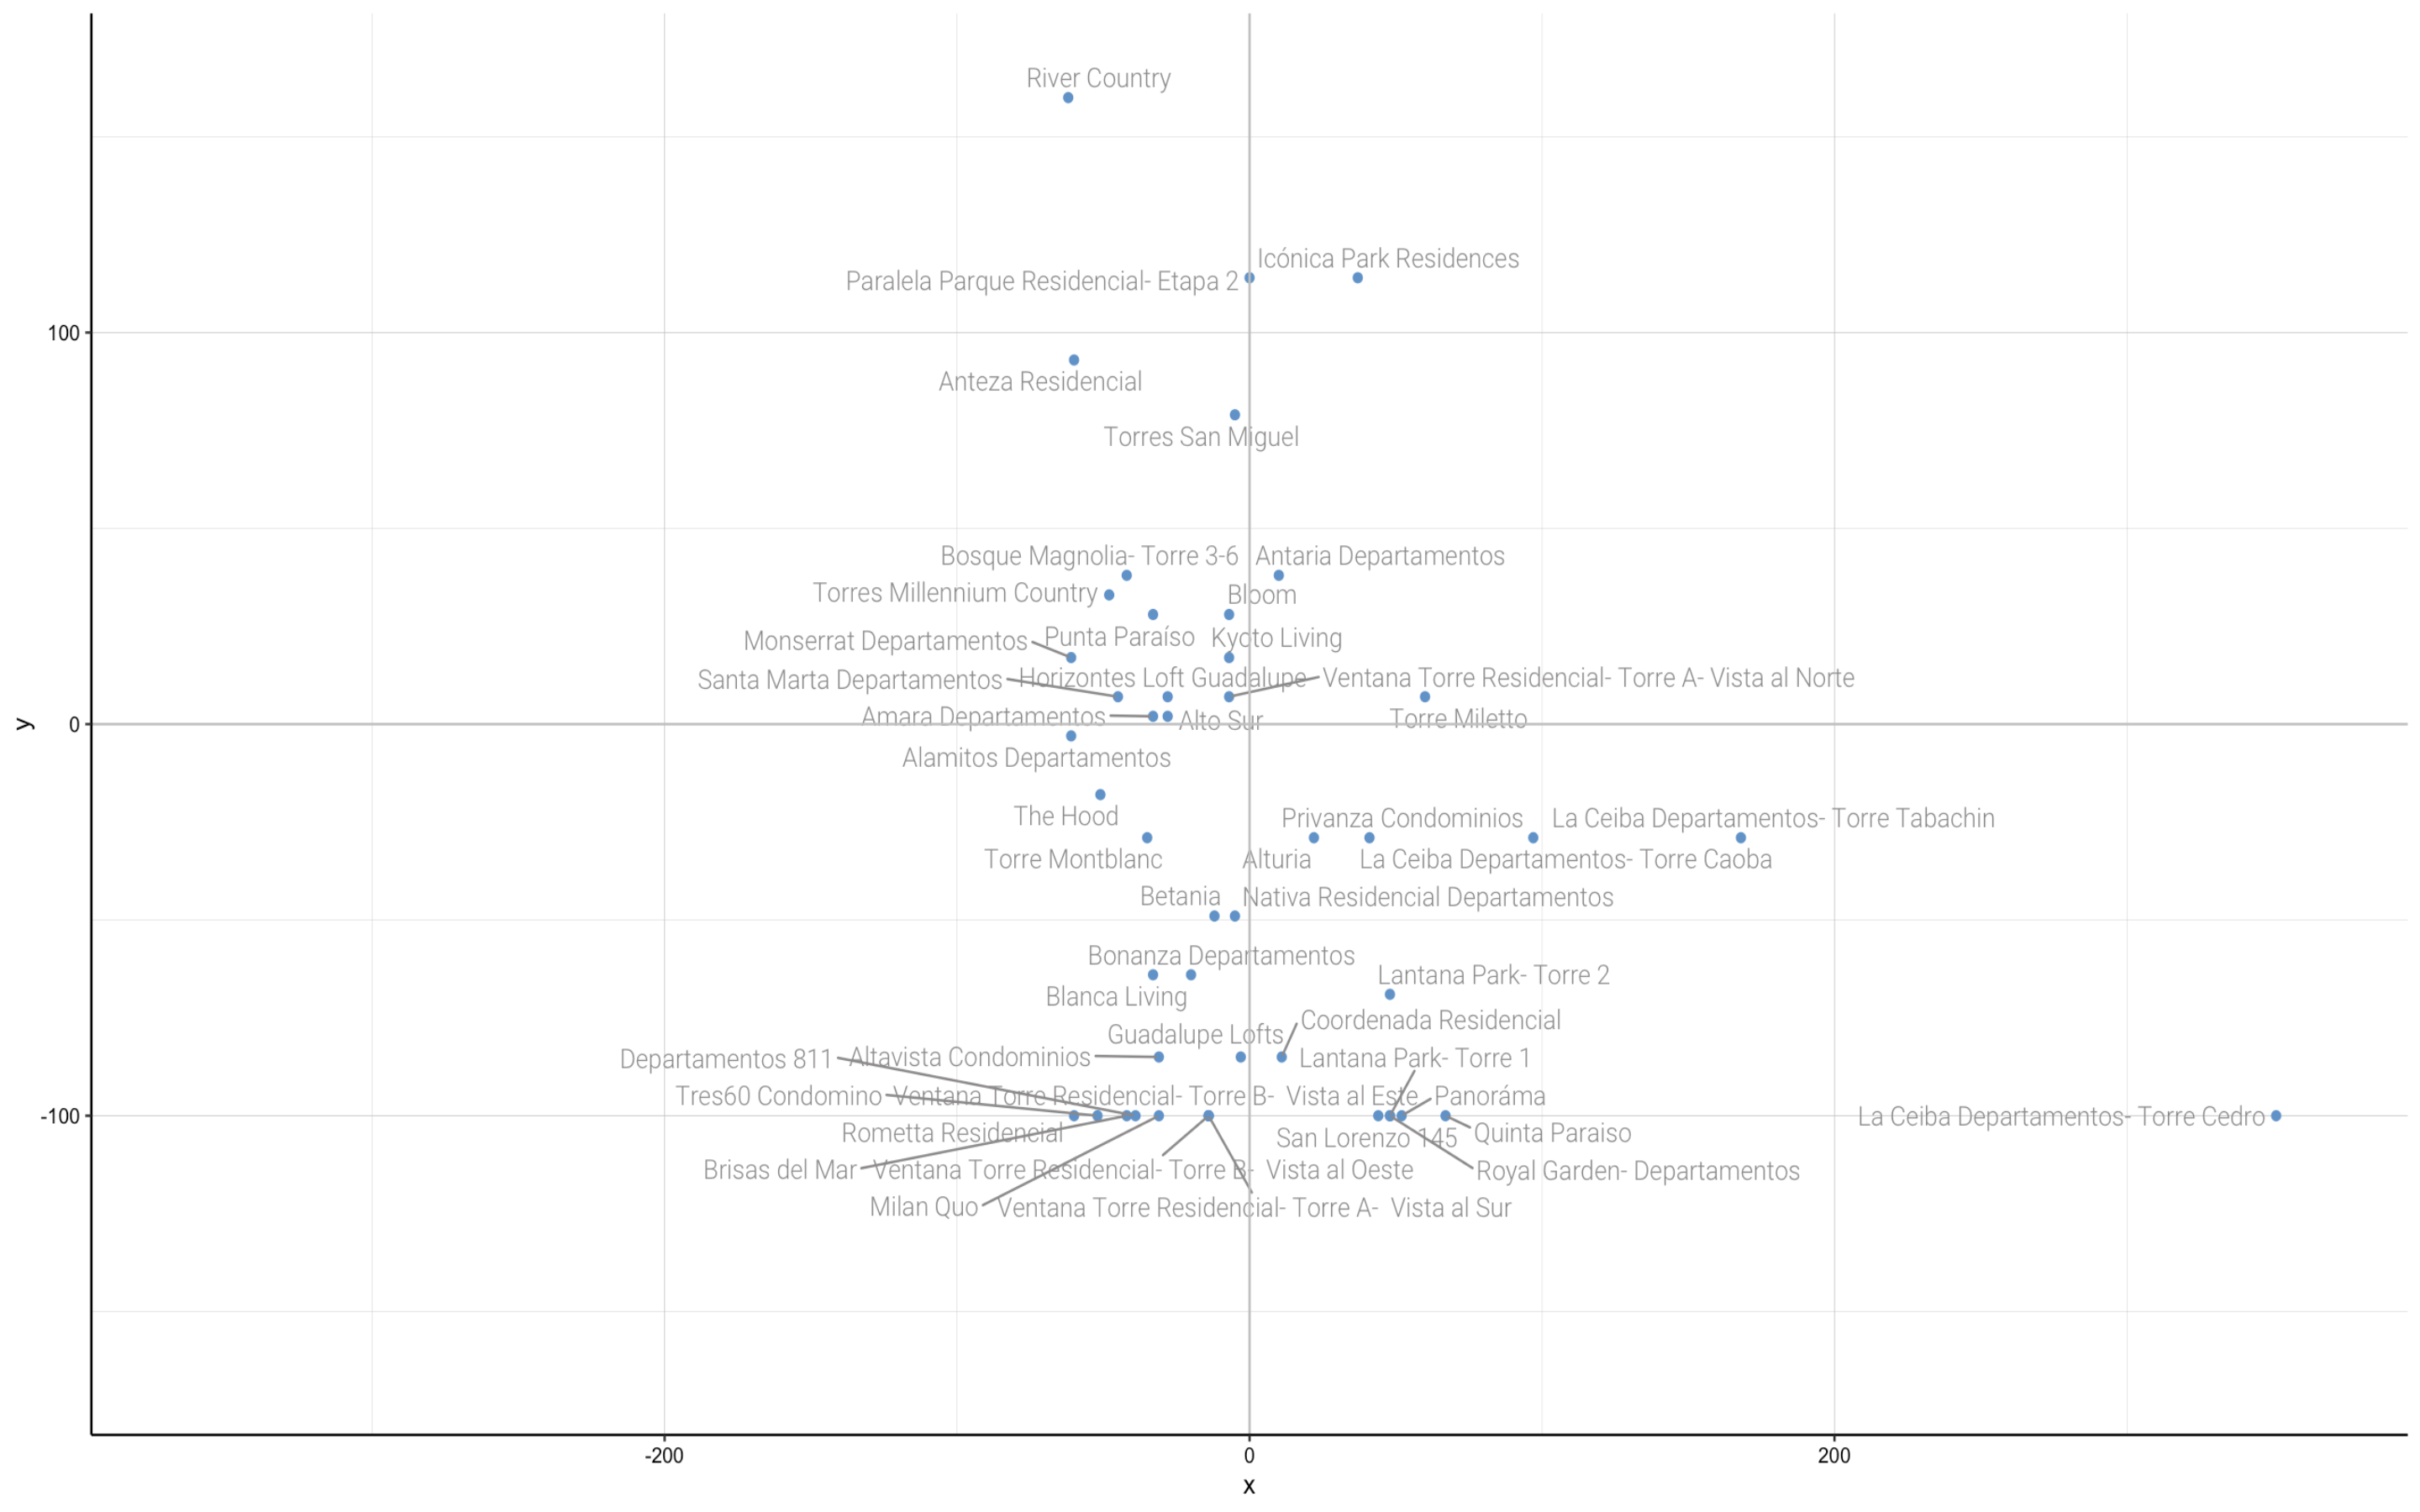 River Country
Icónica Park Residences
Paralela Parque Residencial- Etapa 2
100
Anteza Residencial
Torres San Miguel
Bosque Magnolia- Torre 3-6
Antaria Departamentos
Torres Millennium Country
Bloom
Monserrat Departamentos
Punta Paraíso
Kyoto Living
Santa Marta Departamentos
Horizontes Loft Guadalupe
Ventana Torre Residencial- Torre A- Vista al Norte
Amara Departamentos
Alto Sur
Torre Miletto
y
0
Alamitos Departamentos
The Hood
Privanza Condominios
La Ceiba Departamentos- Torre Tabachin
Torre Montblanc
Alturia
La Ceiba Departamentos- Torre Caoba
Betania
Nativa Residencial Departamentos
Bonanza Departamentos
Lantana Park- Torre 2
Blanca Living
Coordenada Residencial
Guadalupe Lofts
Departamentos 811
Altavista Condominios
Lantana Park- Torre 1
Tres60 Condomino
Ventana Torre Residencial- Torre B- Vista al Este
Panoráma
-100
La Ceiba Departamentos- Torre Cedro
Rometta Residencial
San Lorenzo 145
Quinta Paraiso
Brisas del Mar
Ventana Torre Residencial- Torre B- Vista al Oeste
Royal Garden- Departamentos
Milan Quo
Ventana Torre Residencial- Torre A- Vista al Sur
-200
0
200
x